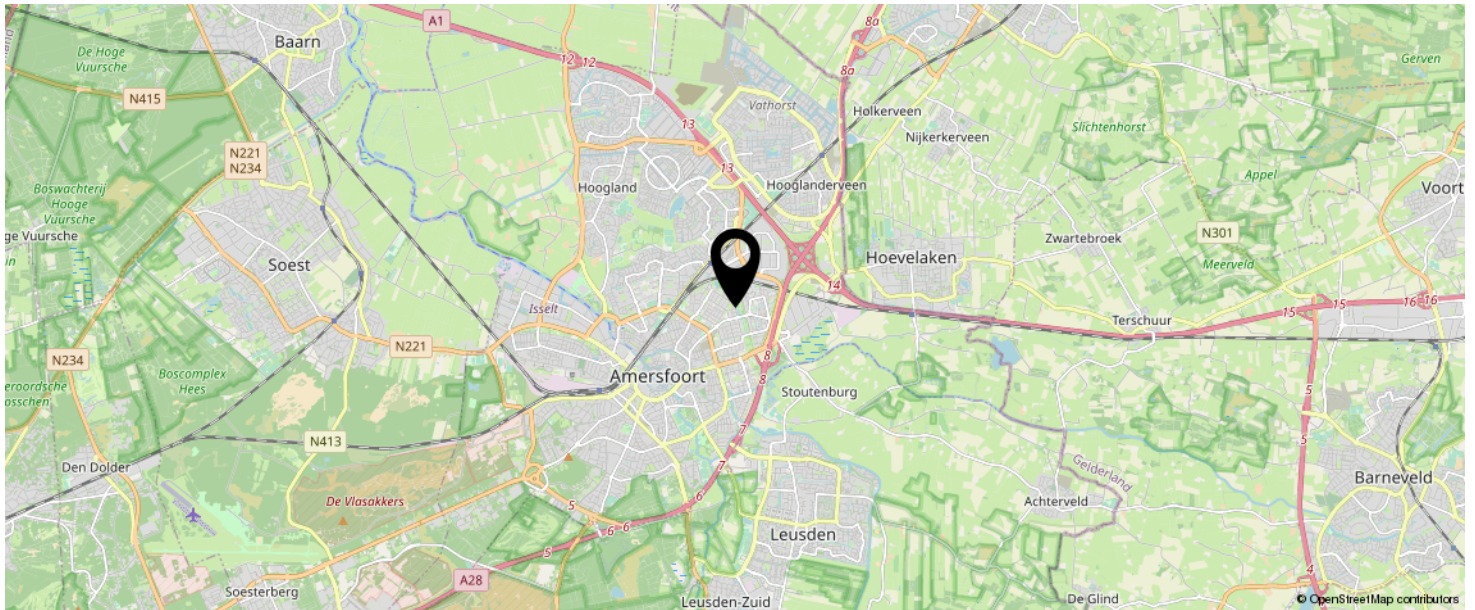 A1
8a
Baarn
De Hoge
Vuursche
12
12
8a
Gerven
N415
Vathorst
Holkerveen
13
Nijkerkerveen
Slichtenhorst
N221
N234
13
Hooglanderveen
Appel
Voort
Boswachterij
Hooge
Vuursche
Hoogland
ge Vuursche
N301
Zwartebroek
Soest
Hoevelaken
Meerveld
14
Isselt
15
15
16
16
Terschuur
N221
N234
8
Boscomplex
Hees
Amersfoort
8
eroordsche
osschen
Stoutenburg
5
7
N413
5
Den Dolder
7
Gelderland
Barneveld
De Vlasakkers
5
6
Achterveld
6
6
Leusden
5
A28
4
Soesterberg
Leusden-Zuid
De Glind
© OpenStreetMap contributors